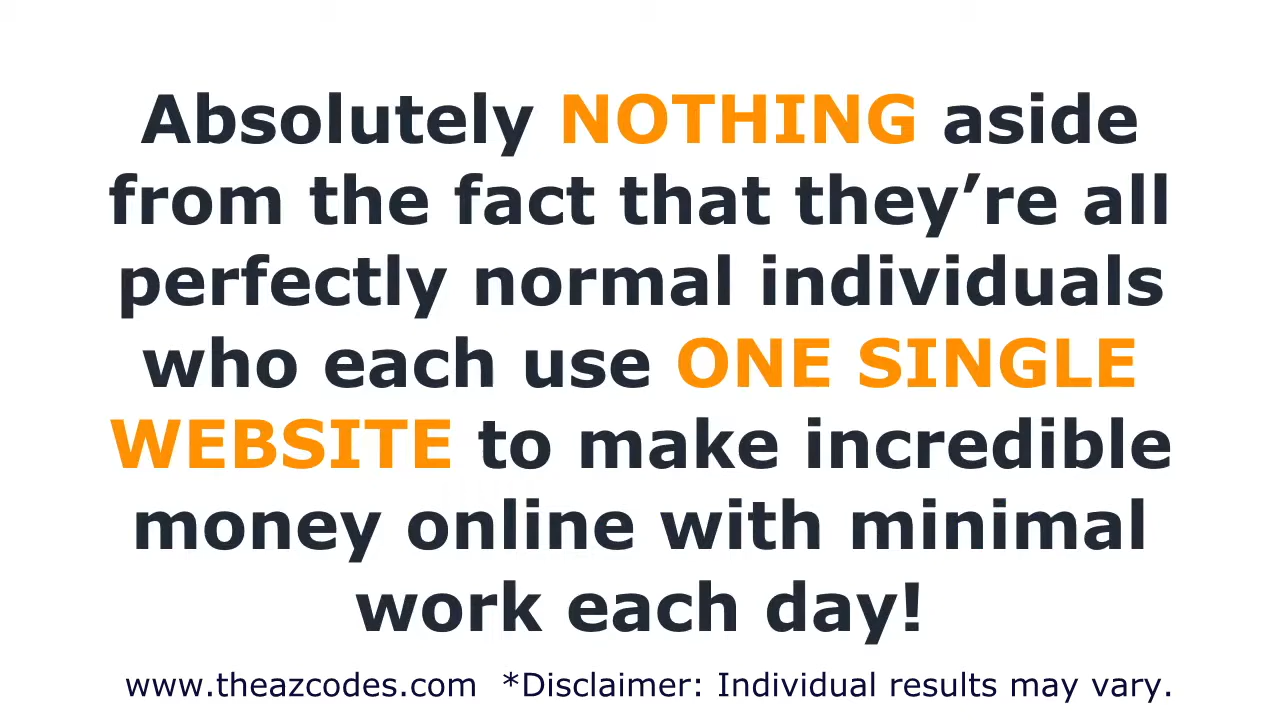 Absolutely NOTHING aside
from the fact that they’re all
perfectly normal individuals
who each use ONE SINGLE
WEBSITE to make incredible
money online with minimal
work each day!
www.theazcodes.com *Disclaimer: Individual results may vary.